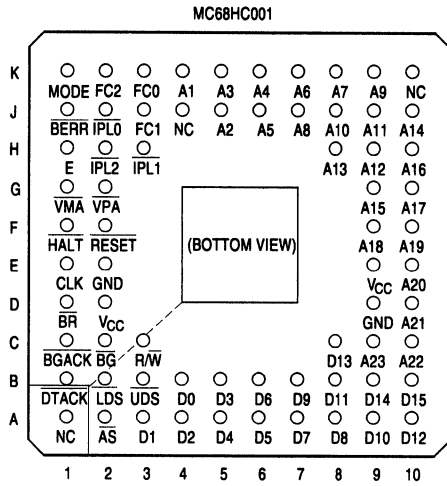 MC68HC001
K
MODE FC2 FC0 A1 A3 A4 A6 A7 A9 NC
J
BERR IPL0 FC1 NC A2 A5 A8 A10 A11 A14
H
E IPL2 IPL1 A13 A12 A16
G
VMA VPA A15 A17
F
HALT RESET (BOTTOM VIEW) A18 A19
E
CLK GND VCC A20
D
BR VCC GND A21
C
BGACK BG R/W D13 A23 A22
B
DTACK LDS UDS D0 D3 D6 D9 D11 D14 D15
A
NC AS D1 D2 D4 D5 D7 D8 D10 D12
1 2 3 4 5 6 7 8 9 10